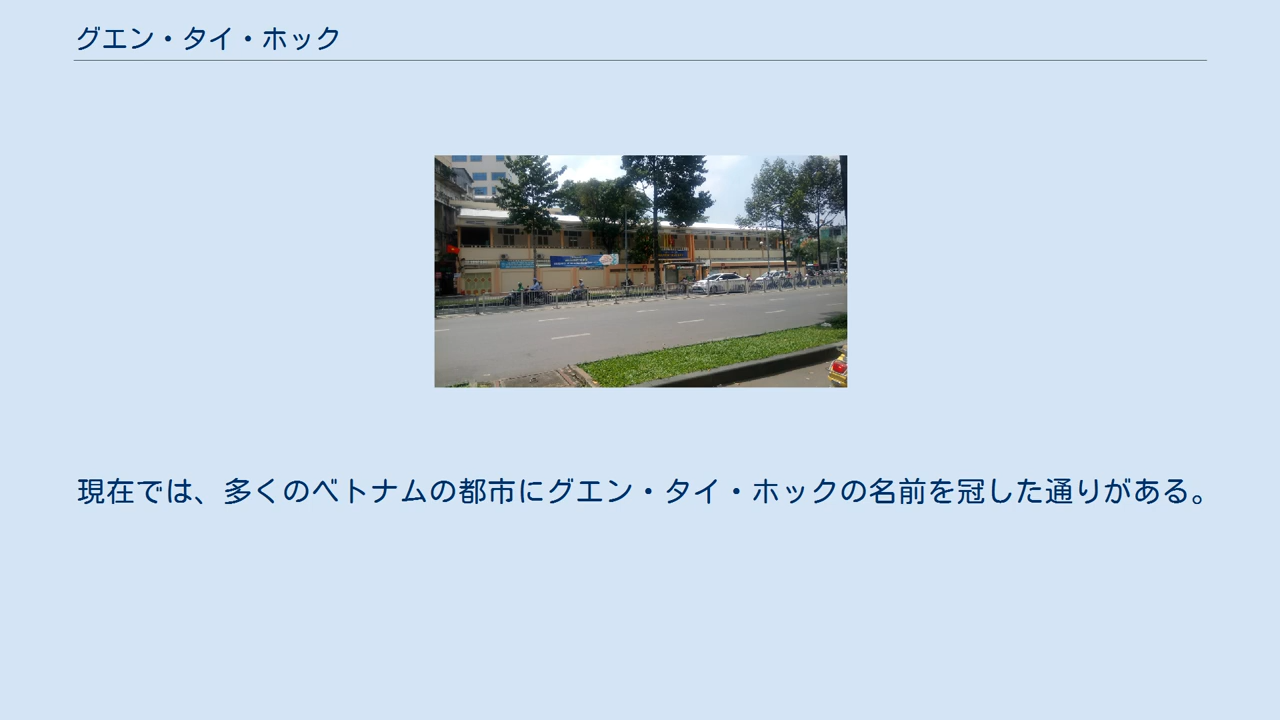 グエン・タイ・ホック
現在では、多くのベトナムの都市にグエン・タイ・ホックの名前を冠した通りがある。